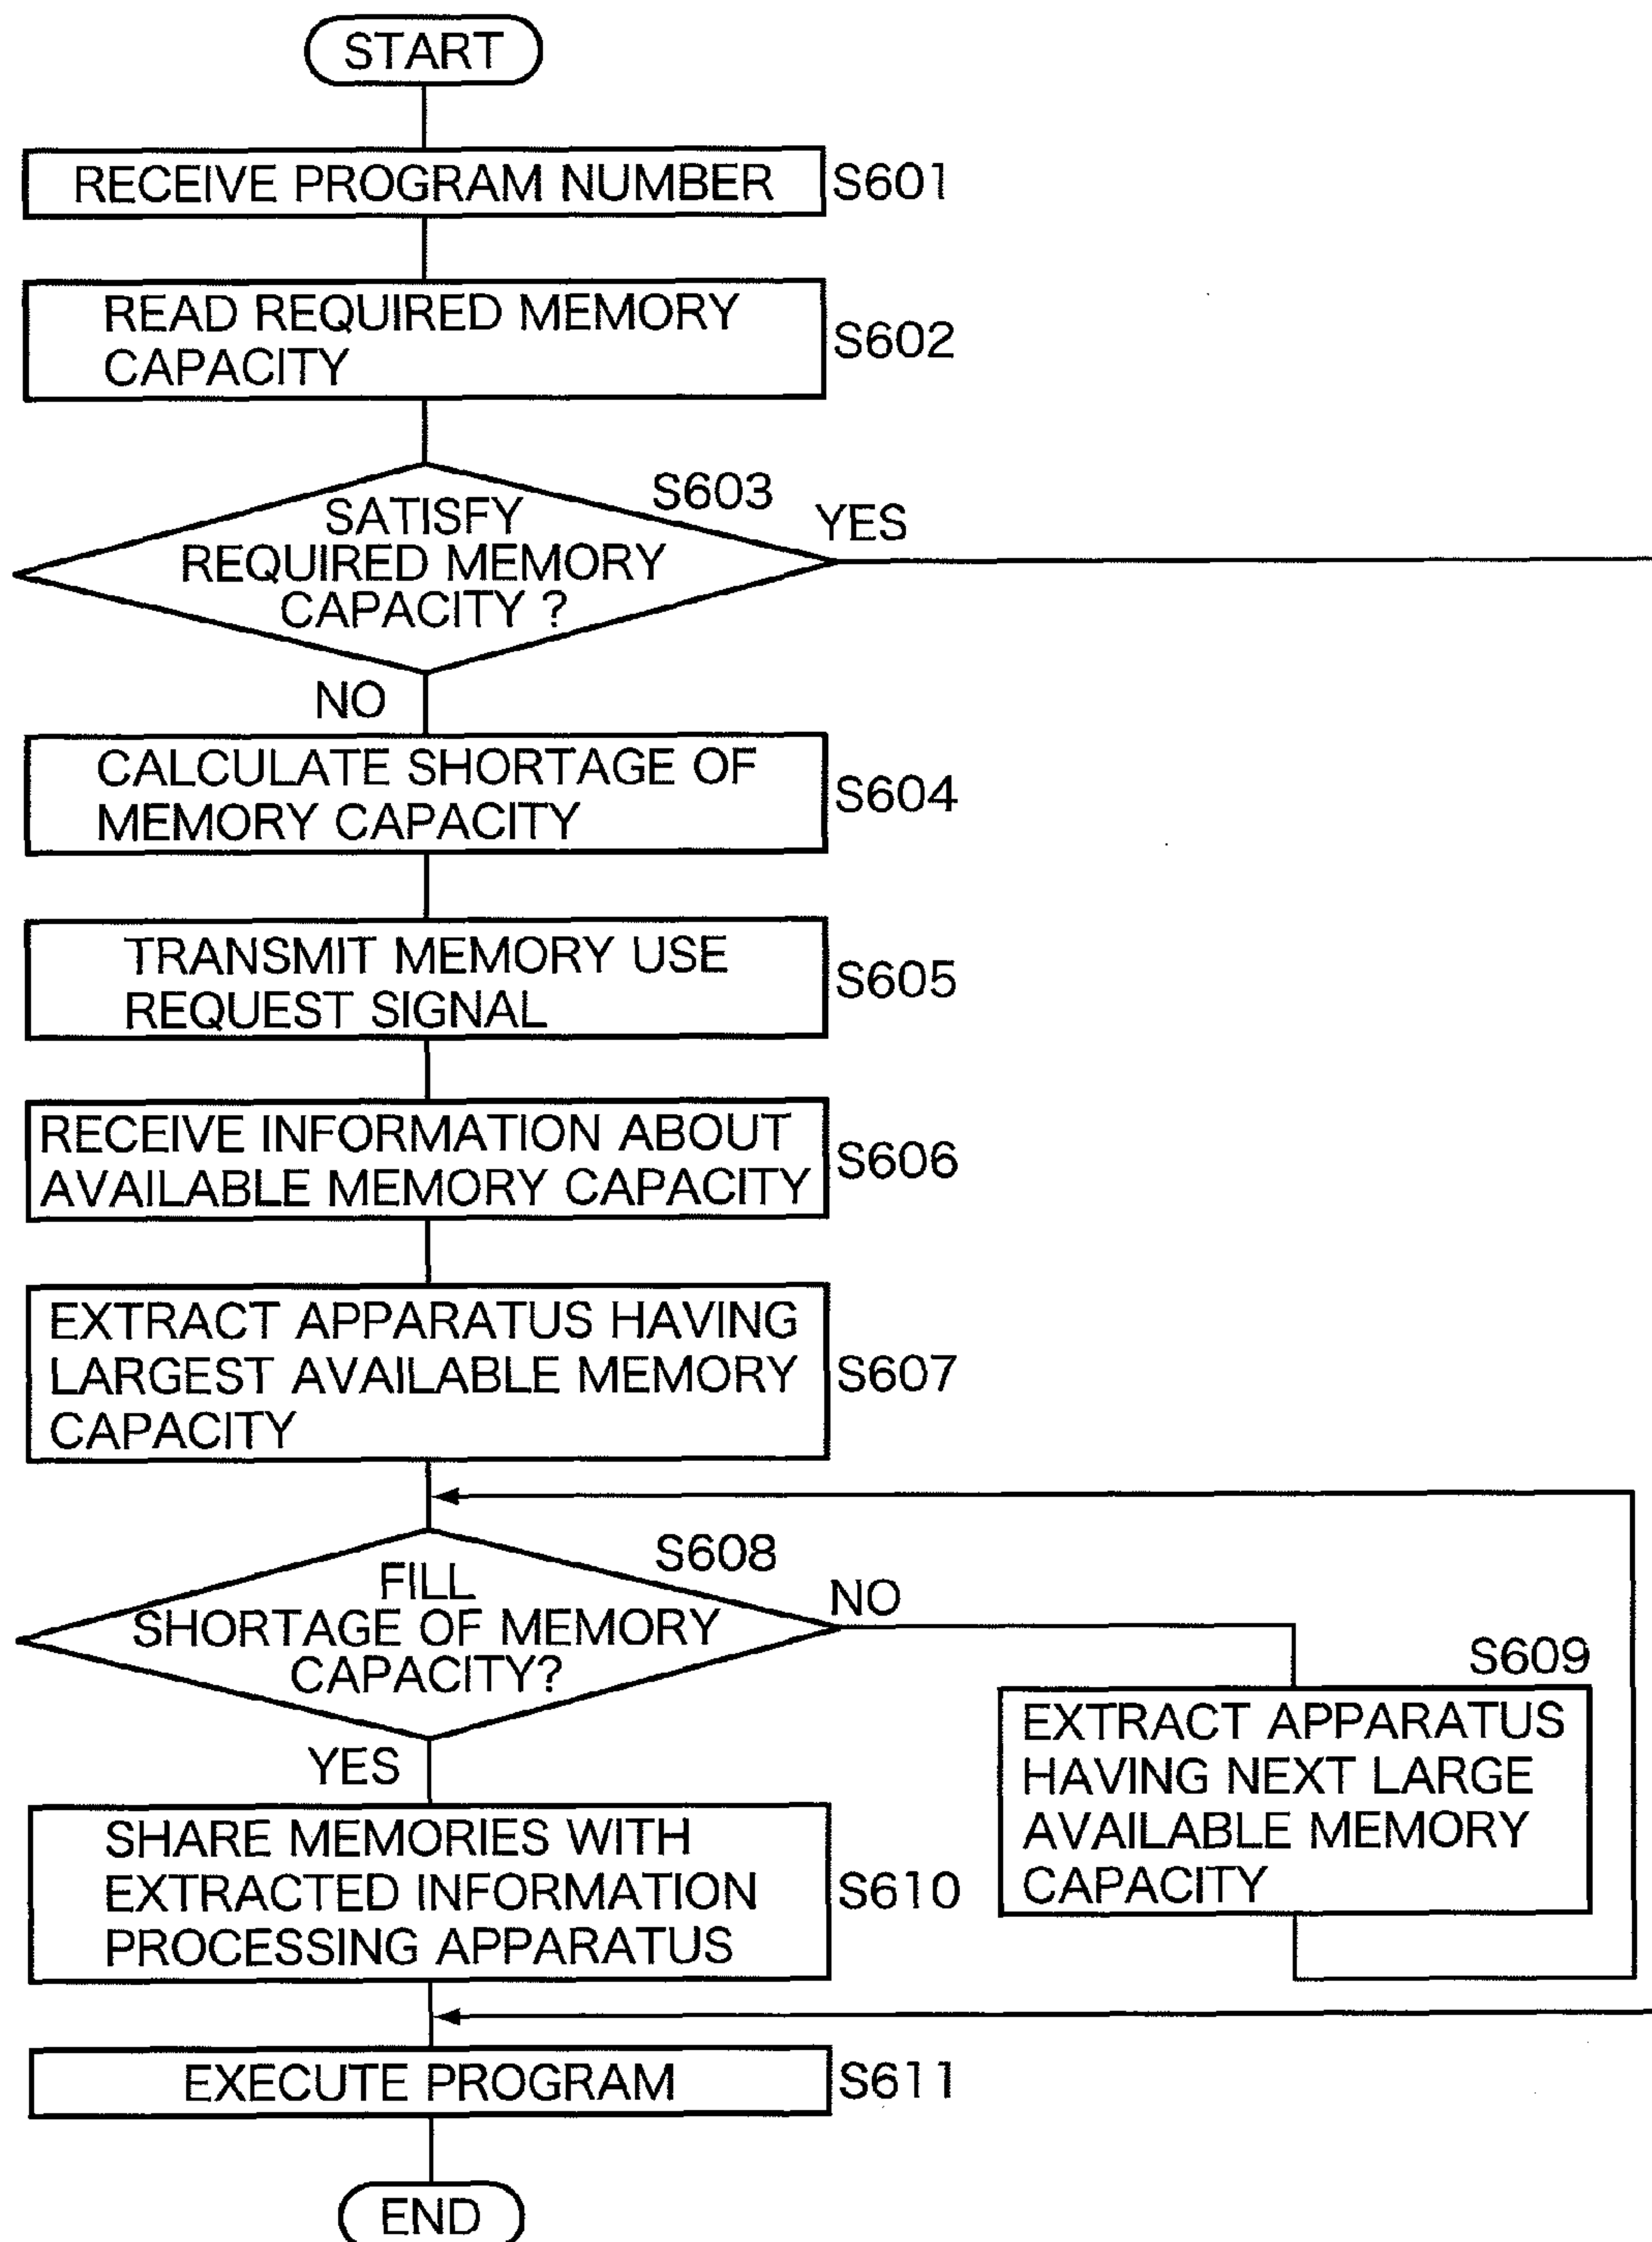 START
RECEIVE PROGRAM NUMBER
S601
READ REQUIRED MEMORY
CAPACITY
S602
S603
SATISFY
REQUIRED MEMORY
CAPACITY ?
YES
NO
CALCULATE SHORTAGE OF
MEMORY CAPACITY
S604
TRANSMIT MEMORY USE
REQUEST SIGNAL
S605
RECEIVE INFORMATION ABOUT
AVAILABLE MEMORY CAPACITY
S606
EXTRACT APPARATUS HAVING
LARGEST AVAILABLE MEMORY
CAPACITY
S607
S608
FILL
SHORTAGE OF MEMORY
CAPACITY?
NO
YES
S609
EXTRACT APPARATUS
HAVING NEXT LARGE
AVAILABLE MEMORY
CAPACITY
SHARE MEMORIES WITH
EXTRACTED INFORMATION
PROCESSING APPARATUS
S610
EXECUTE PROGRAM
S611
END